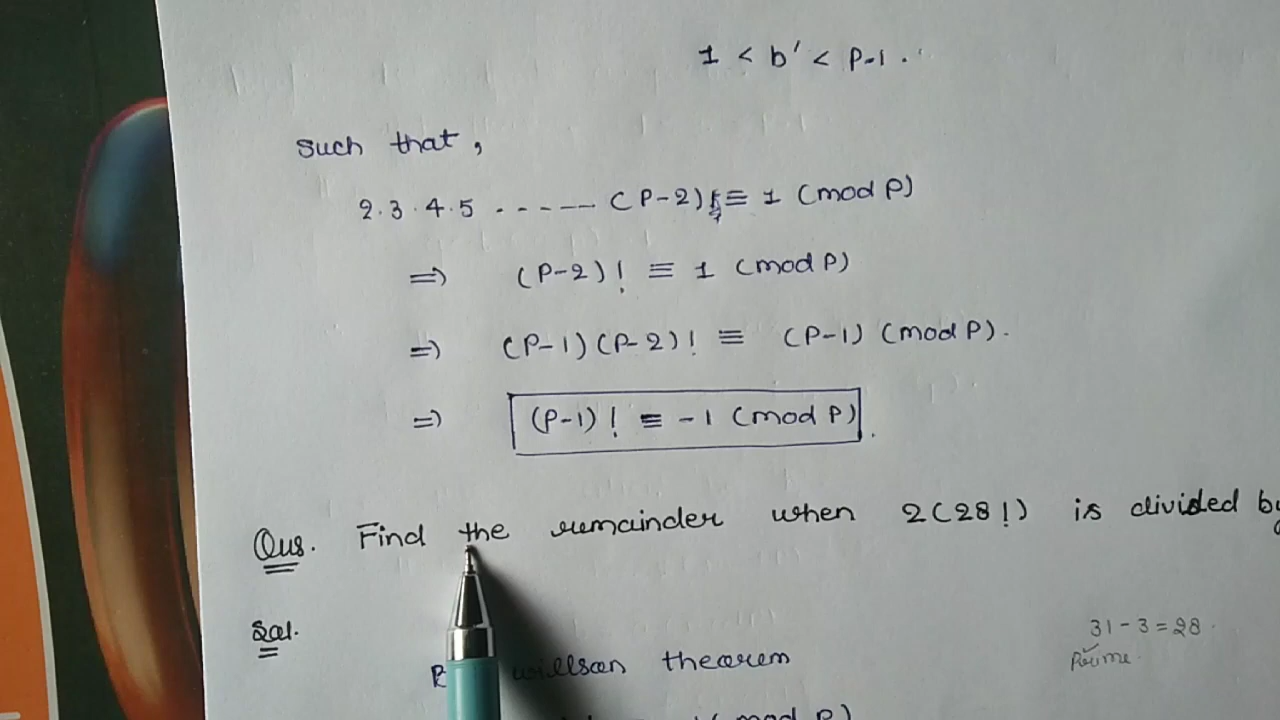 1 < b' < P-1.
Such that,
2.3.4.5 ------ (P-2) ≡ 1 (mod P)
⇒ (P-2)! ≡ 1 (mod P)
⇒ (P-1)(P-2)! ≡ (P-1) (mod P).
⇒ (P-1)! ≡ -1 (mod P).
Qus. Find the remainder when 2(28!) is divided by
Sol.
31-3=28.
Prime.
theorem
(mod P)